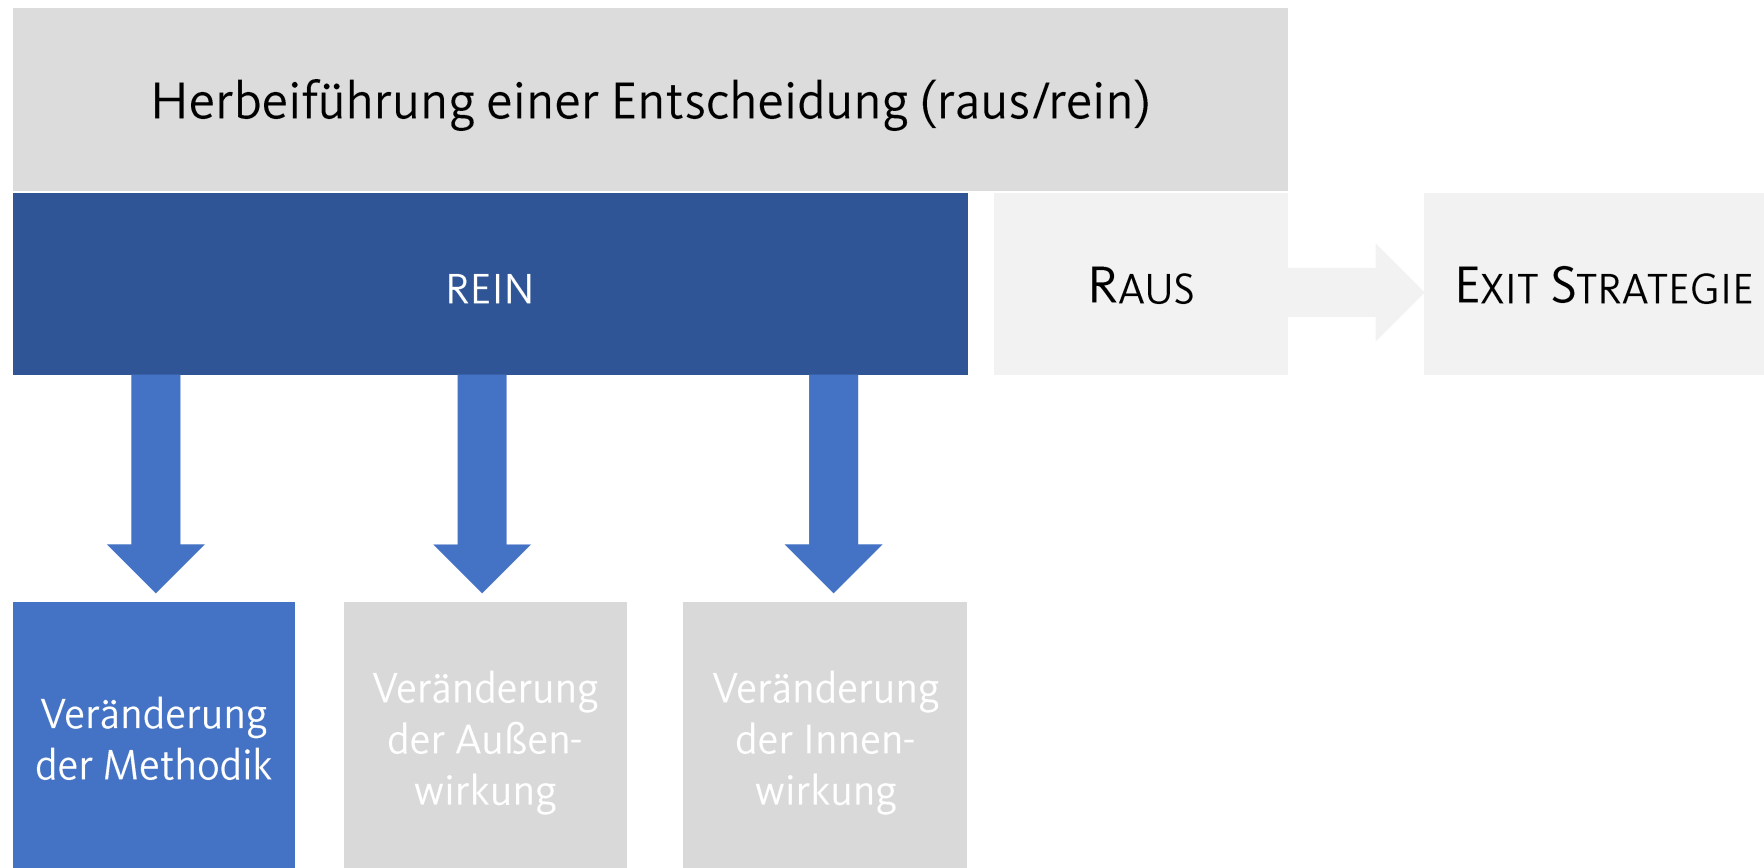 Herbeiführung einer Entscheidung (raus/rein)
REIN
RAUS
EXIT STRATEGIE
Veränderung
der Methodik
Veränderung
der Außen-
wirkung
Veränderung
der Innen-
wirkung